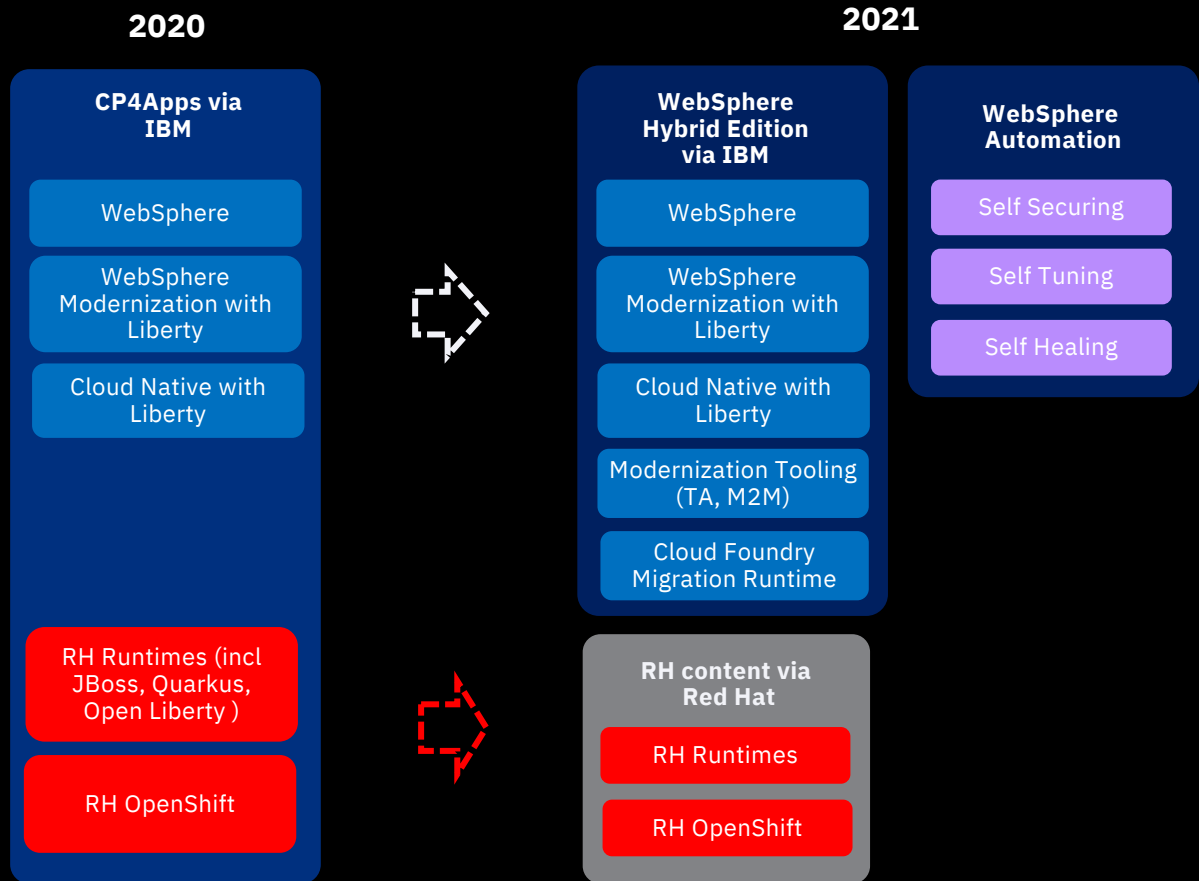 2020
CP4Apps via
IBM
WebSphere
WebSphere
Modernization with
Liberty
Cloud Native with
Liberty
RH Runtimes (incl
JBoss, Quarkus,
Open Liberty )
RH OpenShift
2021
WebSphere
Hybrid Edition
via IBM
WebSphere
WebSphere
Modernization with
Liberty
Cloud Native with
Liberty
Modernization Tooling
(TA, M2M)
Cloud Foundry
Migration Runtime
RH content via
Red Hat
RH Runtimes
RH OpenShift
WebSphere
Automation
Self Securing
Self Tuning
Self Healing